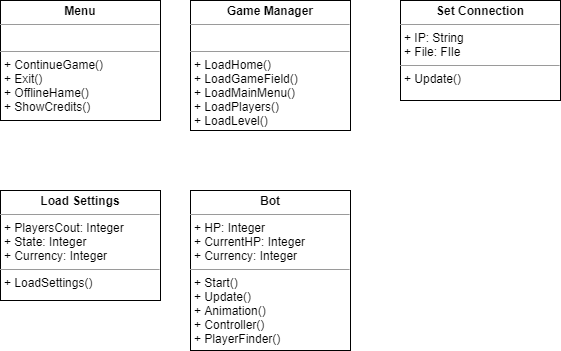 Menu
+ ContinueGame()
+ Exit()
+ OfflineHame()
+ ShowCredits()
Game Manager
+ LoadHome()
+ LoadGameField()
+ LoadMainMenu()
+ LoadPlayers()
+ LoadLevel()
Set Connection
+ IP: String
+ File: FIle
+ Update()
Load Settings
+ PlayersCout: Integer
+ State: Integer
+ Currency: Integer
+ LoadSettings()
Bot
+ HP: Integer
+ CurrentHP: Integer
+ Currency: Integer
+ Start()
+ Update()
+ Animation()
+ Controller()
+ PlayerFinder()